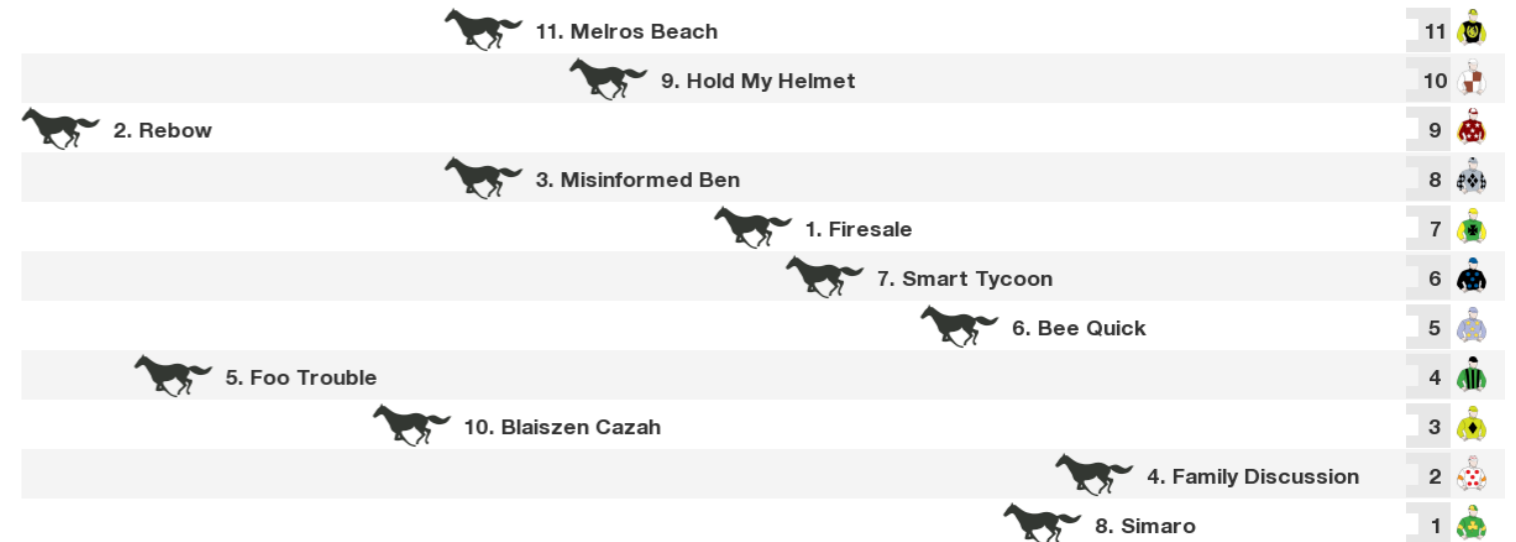 11. Melros Beach 11
9. Hold My Helmet 10
2. Rebow 9
3. Misinformed Ben 8
1. Firesale 7
7. Smart Tycoon 6
6. Bee Quick 5
5. Foo Trouble 4
10. Blaiszen Cazah 3
4. Family Discussion 2
8. Simaro 1